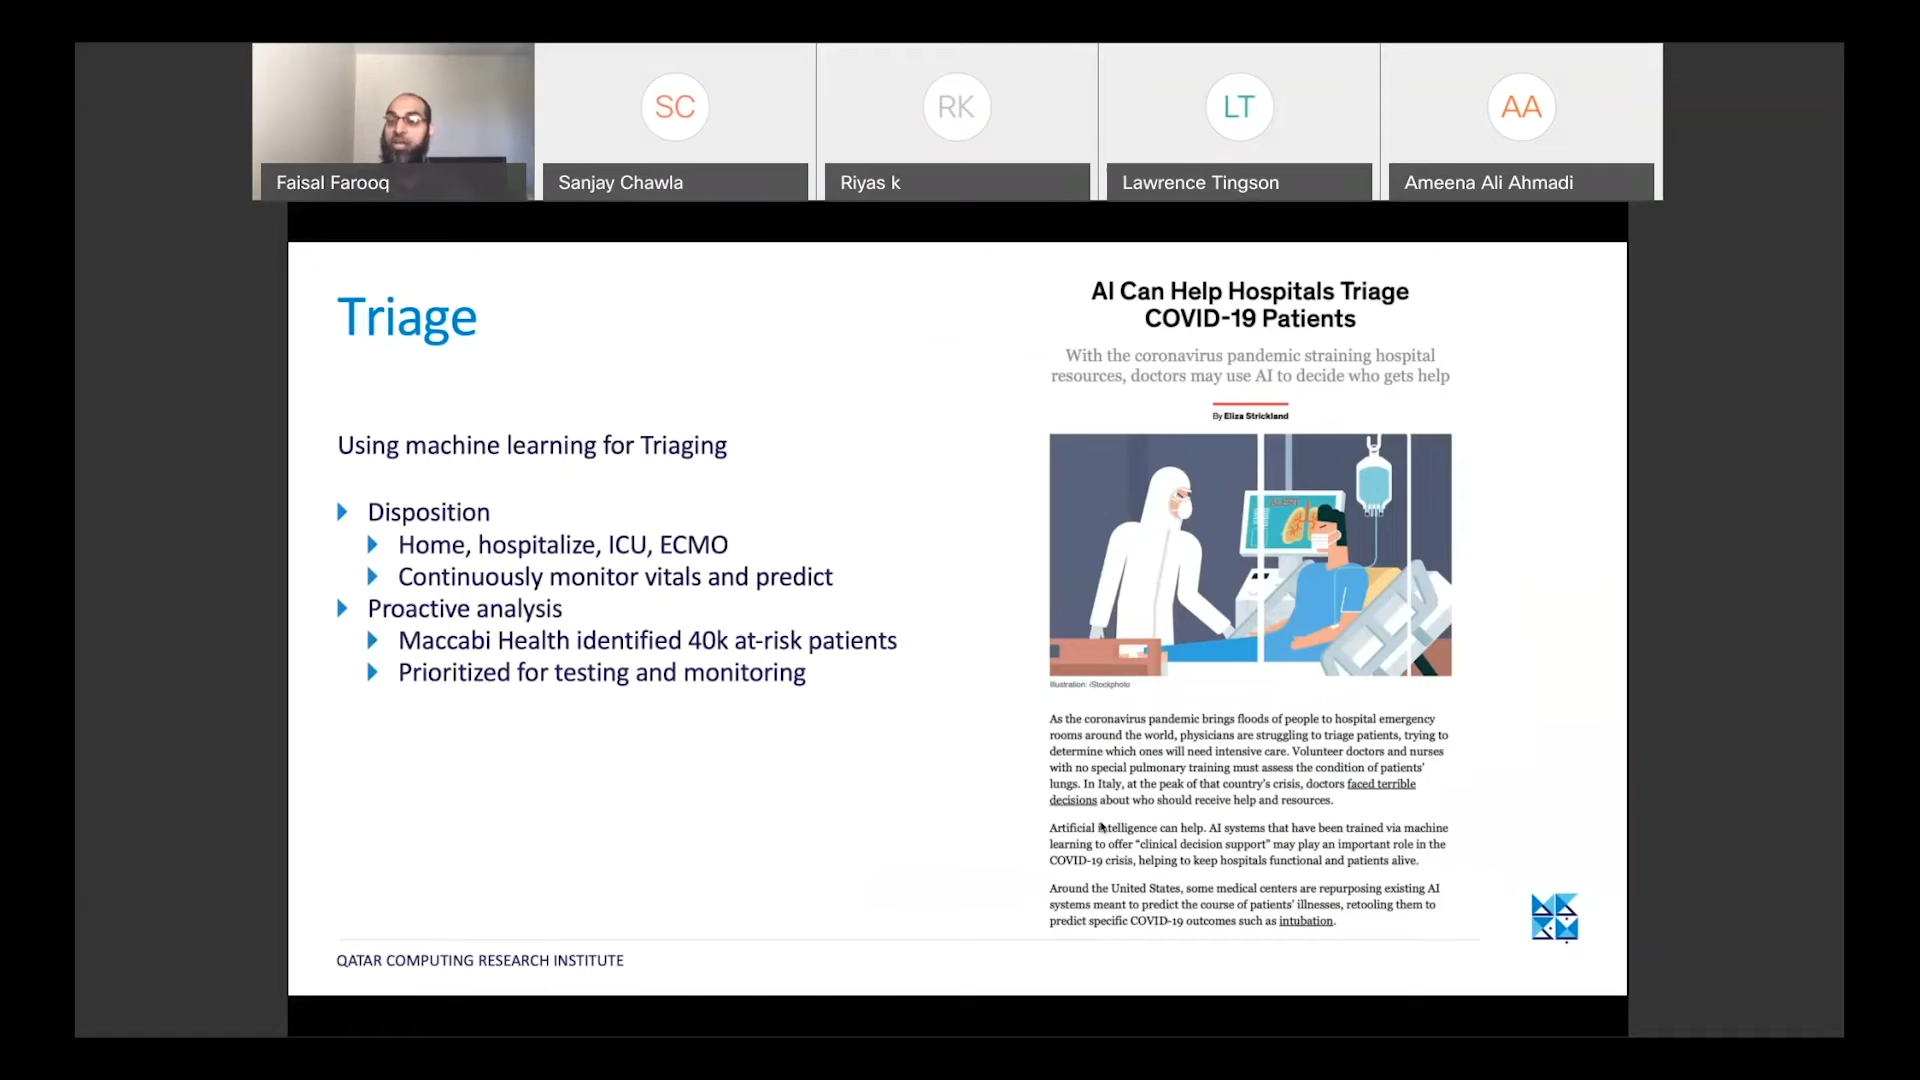 SC
RK
LT
AA
Faisal Farooq
Sanjay Chawla
Riyas k
Lawrence Tingson
Ameena Ali Ahmadi
Triage
Using machine learning for Triaging
Disposition
Home, hospitalize, ICU, ECMO
Continuously monitor vitals and predict
Proactive analysis
Maccabi Health identified 40k at-risk patients
Prioritized for testing and monitoring
AI Can Help Hospitals Triage
COVID-19 Patients
With the coronavirus pandemic straining hospital
resources, doctors may use AI to decide who gets help
By Eliza Strickland
ALERT
Illustration: iStockphoto
As the coronavirus pandemic brings floods of people to hospital emergency
rooms around the world, physicians are struggling to triage patients, trying to
determine which ones will need intensive care. Volunteer doctors and nurses
with no special pulmonary training must assess the condition of patients'
lungs. In Italy, at the peak of that country's crisis, doctors faced terrible
decisions about who should receive help and resources.
Artificial intelligence can help. AI systems that have been trained via machine
learning to offer “clinical decision support” may play an important role in the
COVID-19 crisis, helping to keep hospitals functional and patients alive.
Around the United States, some medical centers are repurposing existing AI
systems meant to predict the course of patients' illnesses, retooling them to
predict specific COVID-19 outcomes such as intubation.
QATAR COMPUTING RESEARCH INSTITUTE